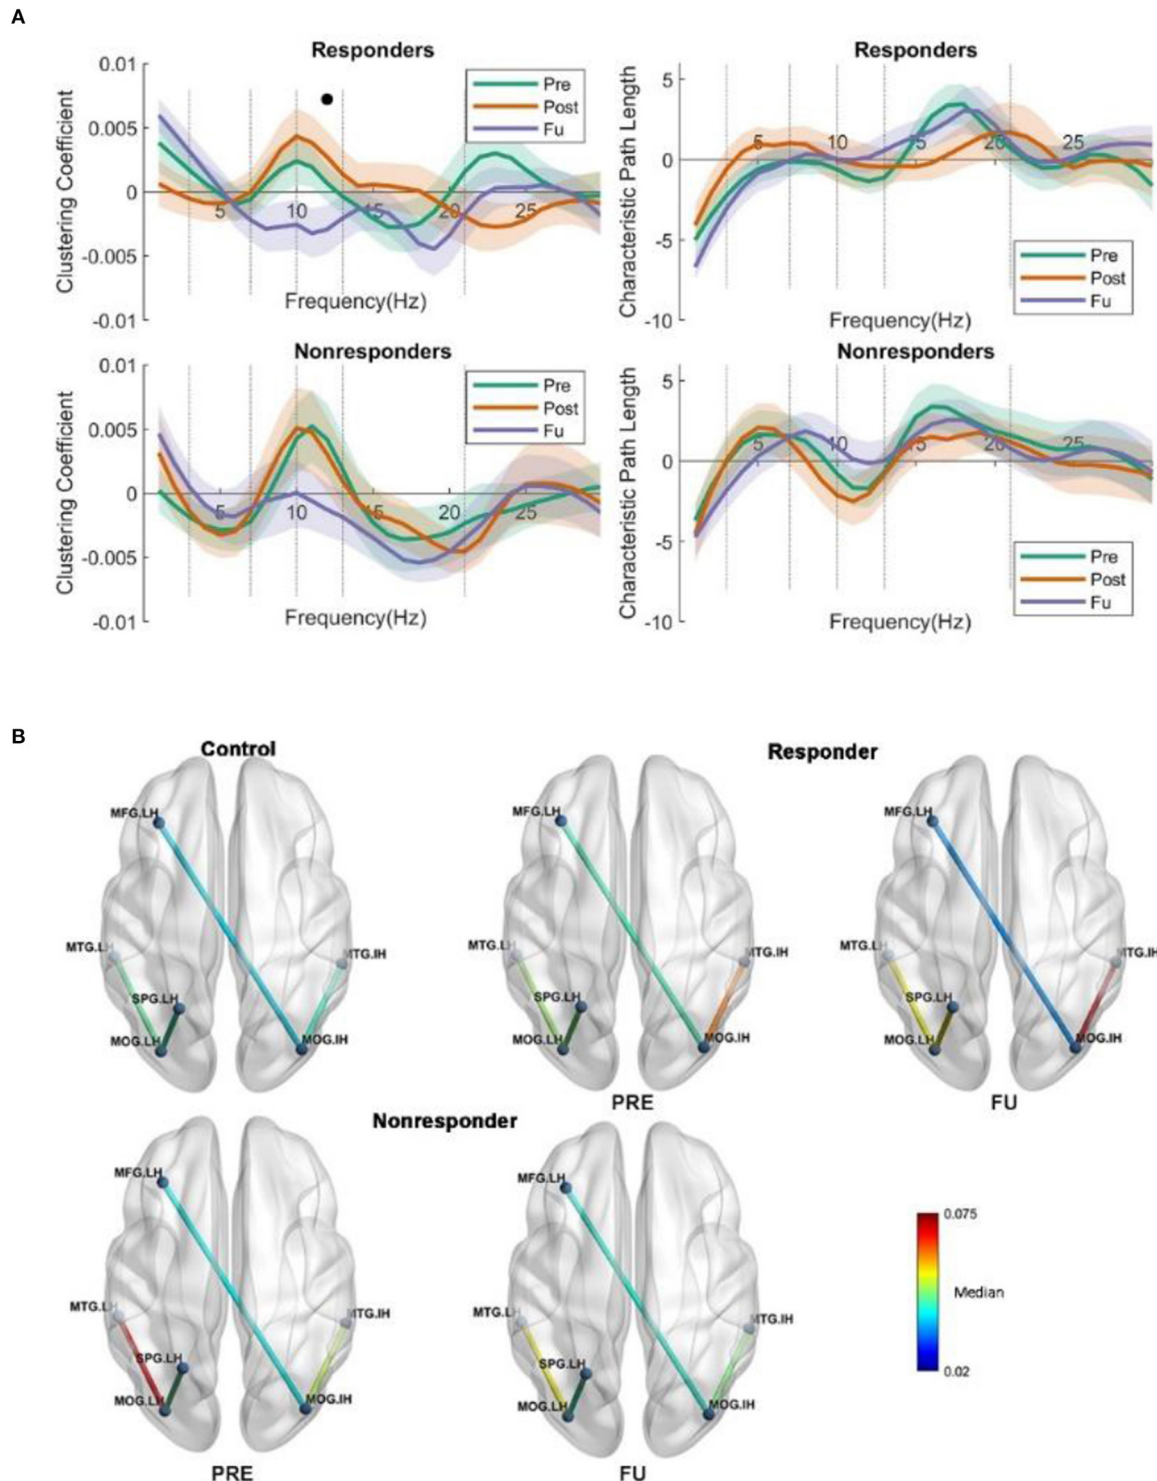 A
Responders
Clustering Coefficient
0.01
0.005
0
-0.005
-0.01
5
10
15
20
25
Pre
Post
Fu
Frequency(Hz)
Responders
Characteristic Path Length
5
0
-5
-10
5
10
15
20
25
Pre
Post
Fu
Frequency(Hz)
Nonresponders
Clustering Coefficient
0.01
0.005
0
-0.005
-0.01
5
10
15
20
25
Pre
Post
Fu
Frequency(Hz)
Nonresponders
Characteristic Path Length
5
0
-5
-10
5
10
15
20
25
Pre
Post
Fu
Frequency(Hz)
B
Control
MFG.LH
MTG.LH
MTG.IH
SPG.LH
MOG.LH
MOG.IH
Responder
MFG.LH
MTG.LH
MTG.IH
SPG.LH
MOG.LH
MOG.IH
PRE
MFG.LH
MTG.LH
MTG.IH
SPG.LH
MOG.LH
MOG.IH
FU
Nonresponder
MFG.LH
MTG.LH
MTG.IH
SPG.LH
MOG.LH
MOG.IH
PRE
MFG.LH
MTG.LH
MTG.IH
SPG.LH
MOG.LH
MOG.IH
FU
0.075
Median
0.02